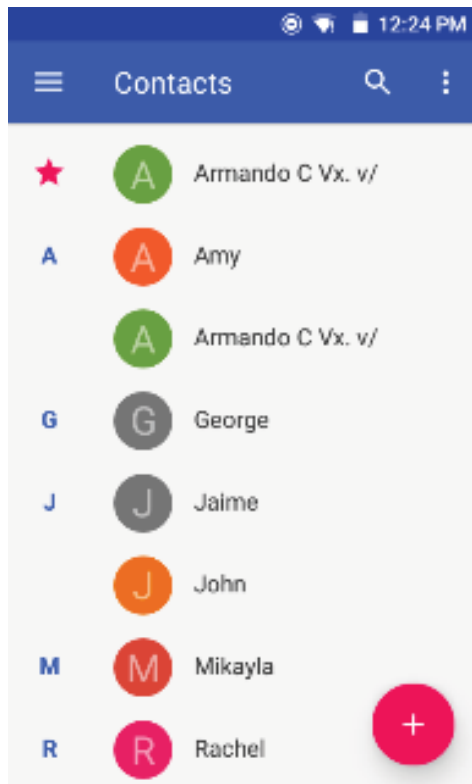 12:24 PM
Contacts
A Armando C Vx. v/
A A Amy
A Armando C Vx. v/
G G George
J J Jaime
J John
M M Mikayla
R R Rachel